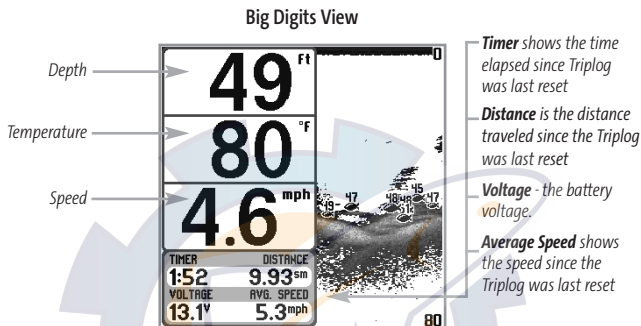 Big Digits View
Depth
Temperature
Speed
49 Ft
80 °F
4.6 mph
TIMER DISTANCE
1:52 9.93sm
VOLTAGE AVG. SPEED
13.1V 5.3mph
0
47
45
47
48
80
Timer shows the time
elapsed since Triplog
was last reset
Distance is the distance
traveled since the Triplog
was last reset
Voltage - the battery
voltage.
Average Speed shows
the speed since the
Triplog was last reset